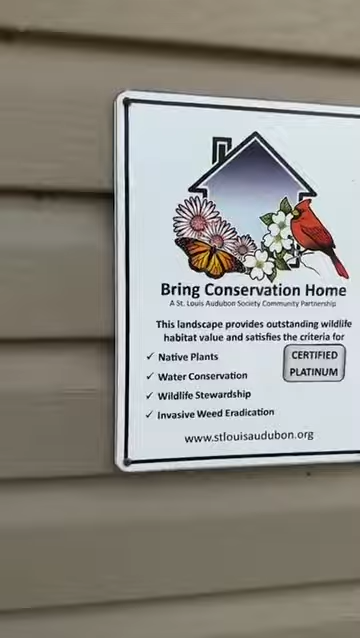 Bring Conservation Home
A St. Louis Audubon Society Community Partnership
This landscape provides outstanding wildlife
habitat value and satisfies the criteria for
✓ Native Plants
✓ Water Conservation
✓ Wildlife Stewardship
✓ Invasive Weed Eradication
CERTIFIED
PLATINUM
www.stlouisaudubon.org